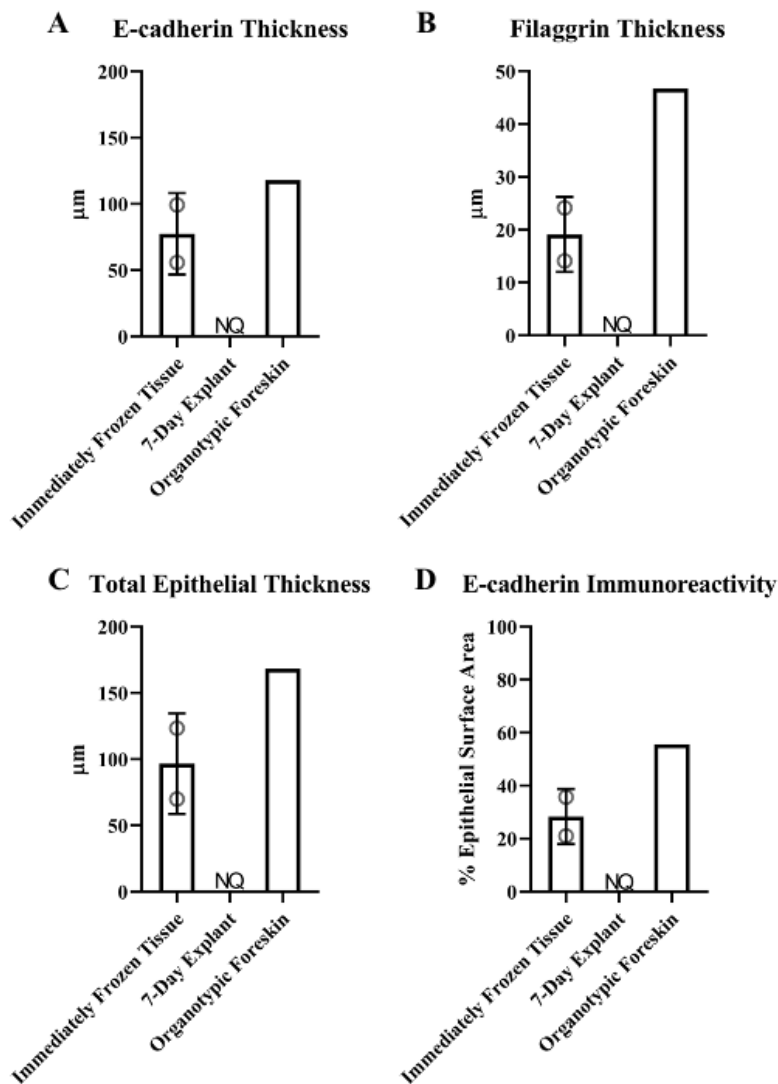 A E-cadherin Thickness
200
150
100
50
0
μm
NQ
Immediately Frozen Tissue
7-Day Explant
Organotypic Foreskin
B Filaggrin Thickness
50
40
30
20
10
0
μm
NQ
Immediately Frozen Tissue
7-Day Explant
Organotypic Foreskin
C Total Epithelial Thickness
200
150
100
50
0
μm
NQ
Immediately Frozen Tissue
7-Day Explant
Organotypic Foreskin
D E-cadherin Immunoreactivity
100
80
60
40
20
0
% Epithelial Surface Area
NQ
Immediately Frozen Tissue
7-Day Explant
Organotypic Foreskin